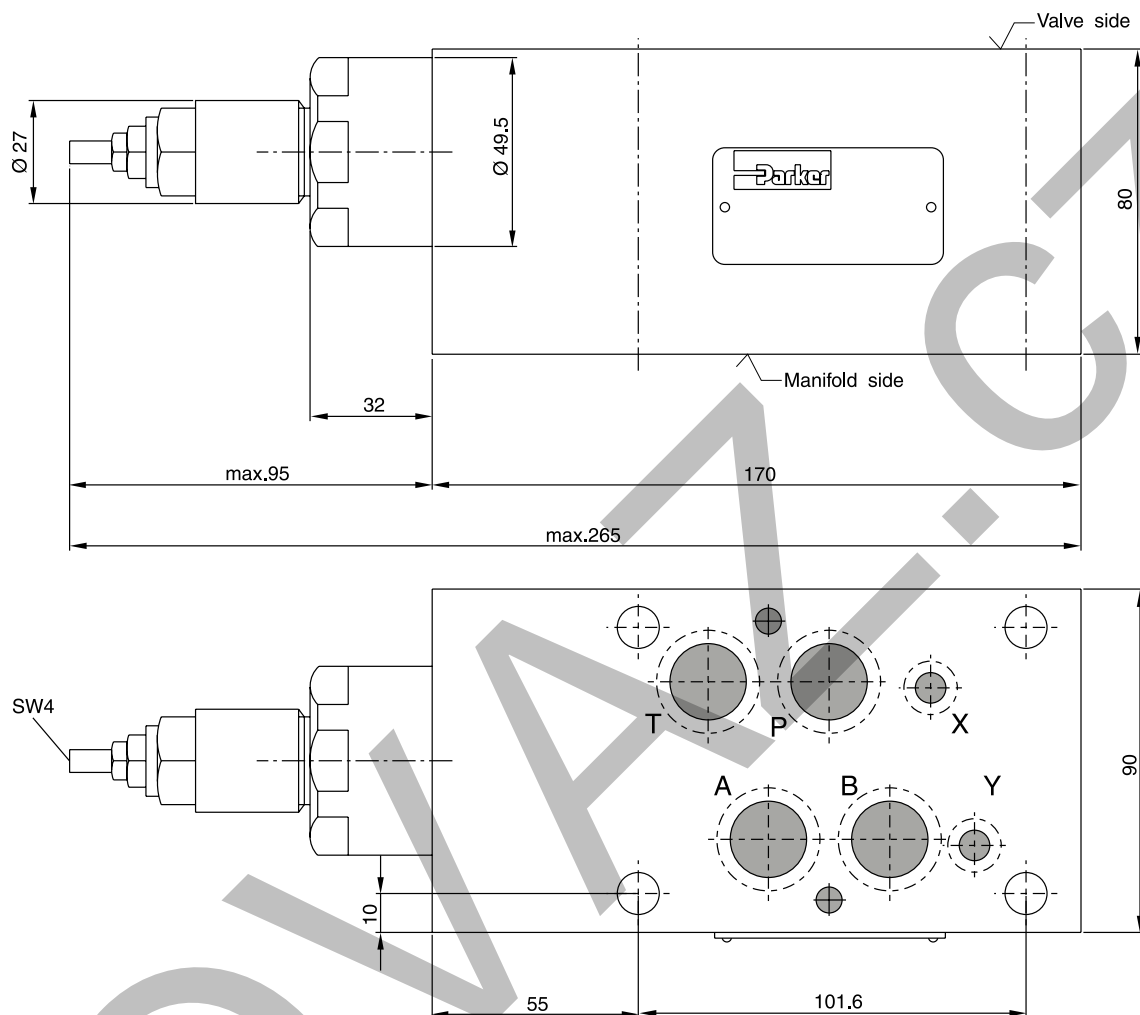 Valve side
Ø 27
Ø 49.5
Parker
80
Manifold side
32
max.95
170
max.265
SW4
T
P
X
A
B
Y
90
10
55
101.6